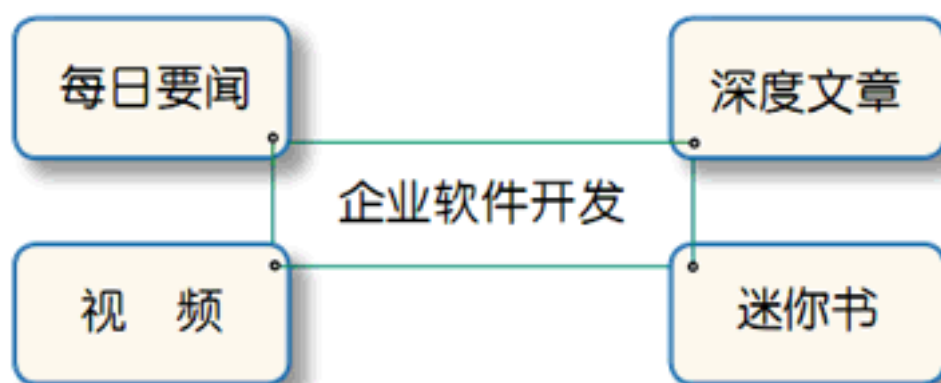 每日要闻
深度文章
企业软件开发
视 频
迷你书